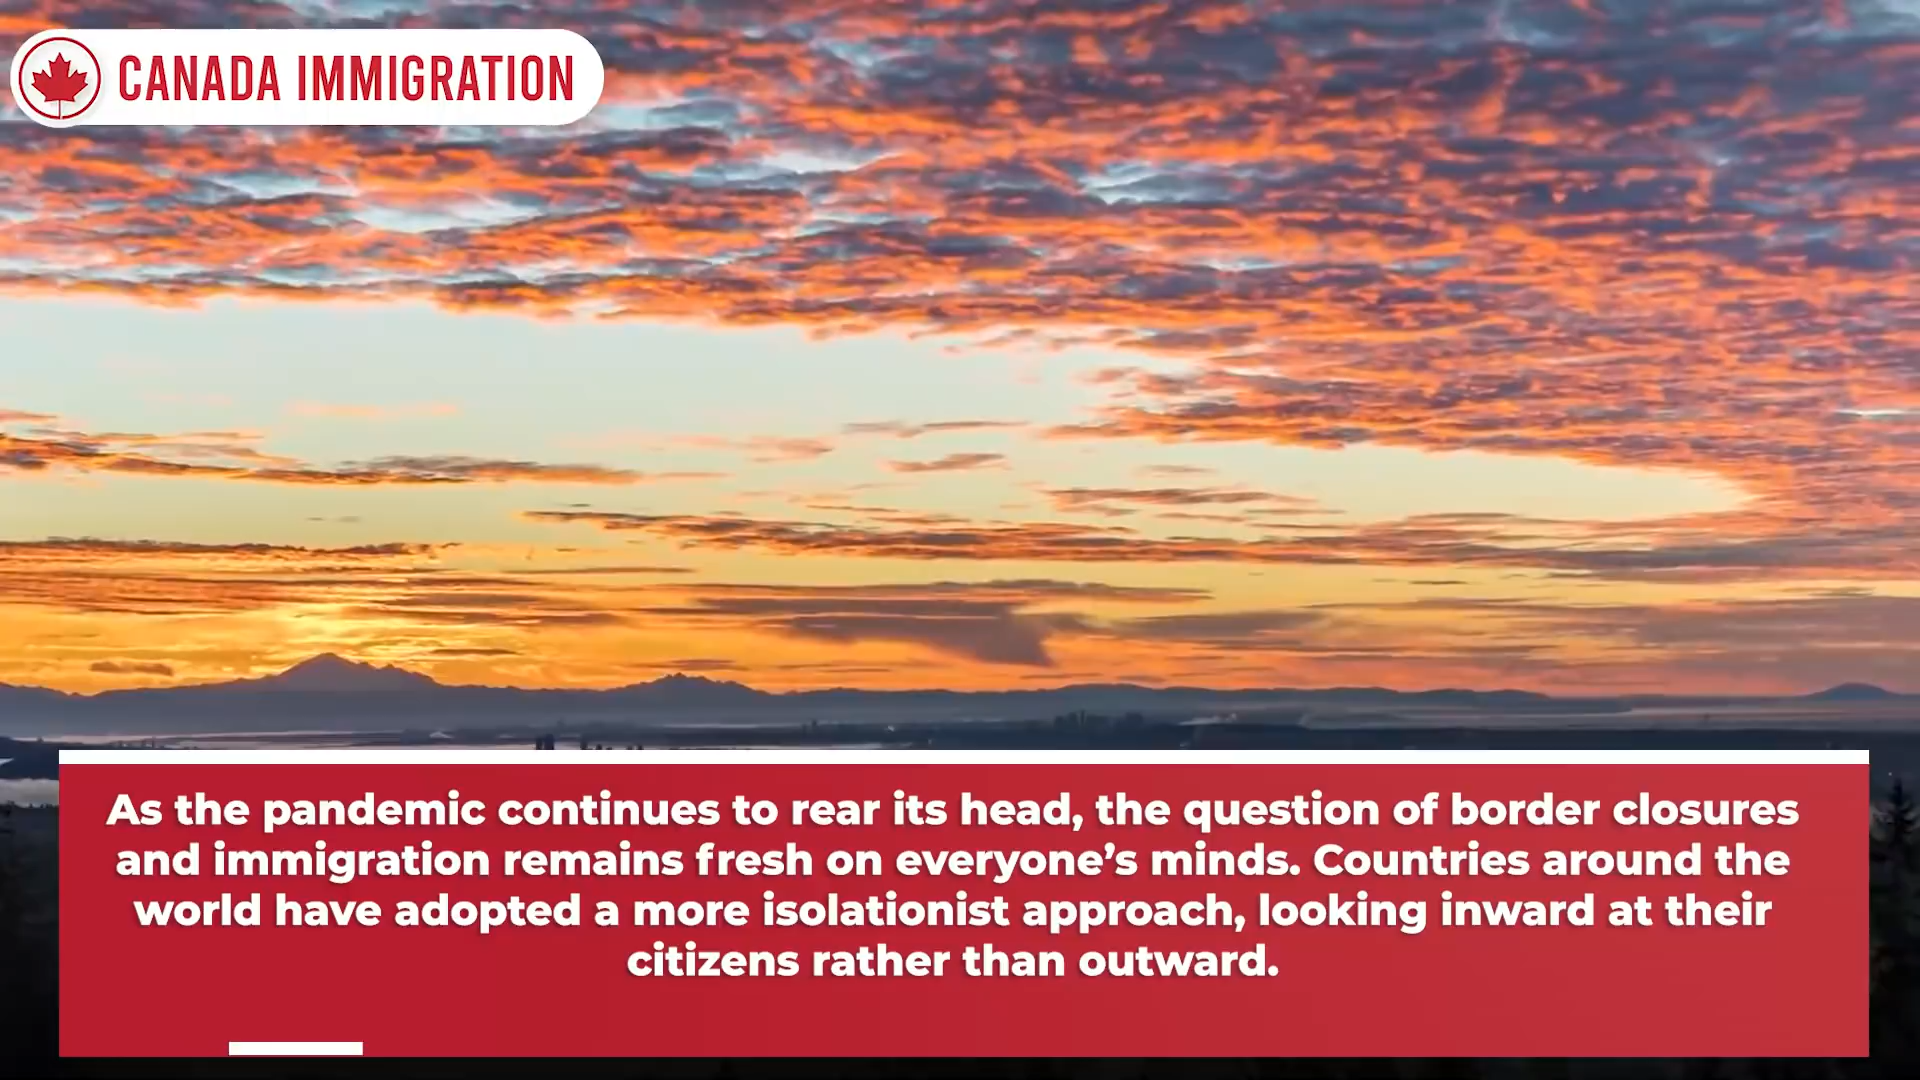 CANADA IMMIGRATION
As the pandemic continues to rear its head, the question of border closures
and immigration remains fresh on everyone’s minds. Countries around the
world have adopted a more isolationist approach, looking inward at their
citizens rather than outward.